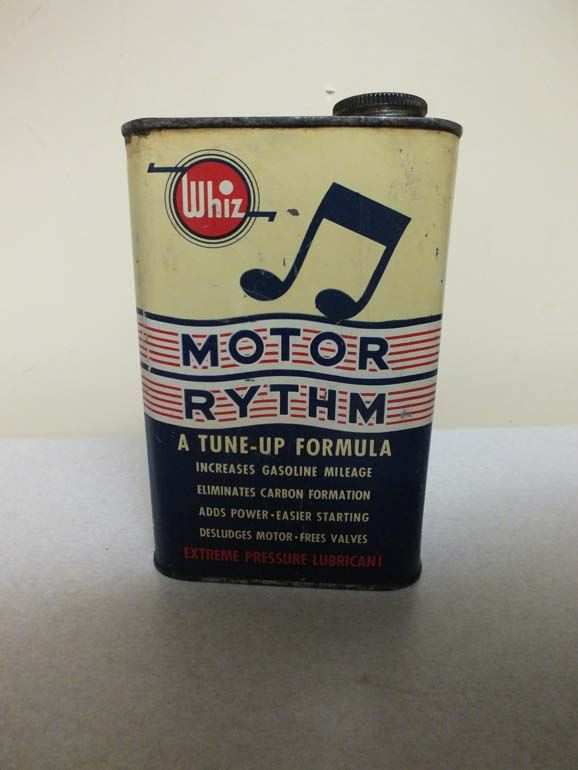 Whiz
MOTOR
RYTHM
A TUNE-UP FORMULA
INCREASES GASOLINE MILEAGE
ELIMINATES CARBON FORMATION
ADDS POWER·EASIER STARTING
DESLUDGES MOTOR·FREES VALVES
EXTREME PRESSURE LUBRICANT